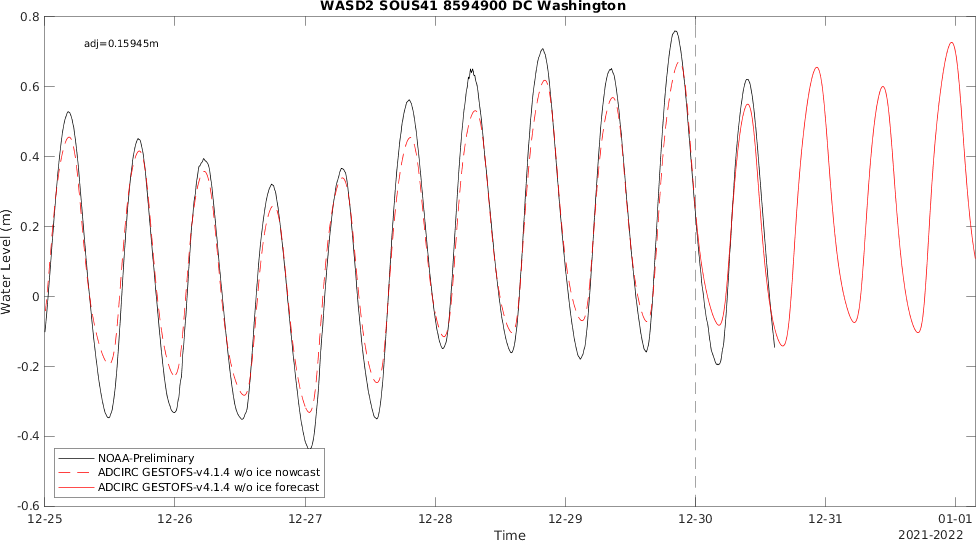 WASD2 SOUS41 8594900 DC Washington
adj=0.15945m
0.8
0.6
0.4
0.2
0
-0.2
-0.4
-0.6
Water Level (m)
NOAA-Preliminary
ADCIRC GESTOFS-v4.1.4 w/o ice nowcast
ADCIRC GESTOFS-v4.1.4 w/o ice forecast
12-25 12-26 12-27 12-28 12-29 12-30 12-31 01-01
Time
2021-2022